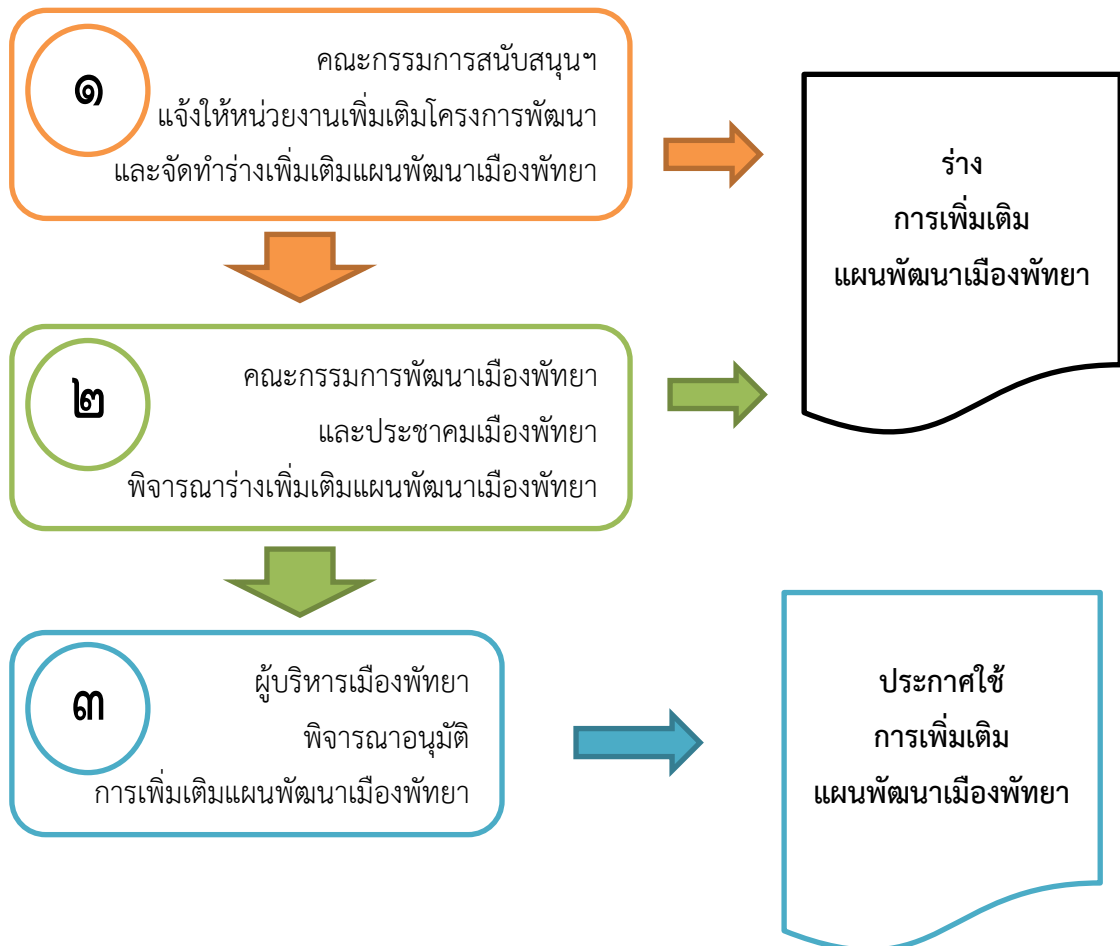 ๑
คณะกรรมการสนับสนุนฯ
แจ้งให้หน่วยงานเพิ่มเติมโครงการพัฒนา
และจัดทำร่างเพิ่มเติมแผนพัฒนาเมืองพัทยา
ร่าง
การเพิ่มเติม
แผนพัฒนาเมืองพัทยา
๒
คณะกรรมการพัฒนาเมืองพัทยา
และประชาคมเมืองพัทยา
พิจารณาร่างเพิ่มเติมแผนพัฒนาเมืองพัทยา
๓
ผู้บริหารเมืองพัทยา
พิจารณาอนุมัติ
การเพิ่มเติมแผนพัฒนาเมืองพัทยา
ประกาศใช้
การเพิ่มเติม
แผนพัฒนาเมืองพัทยา